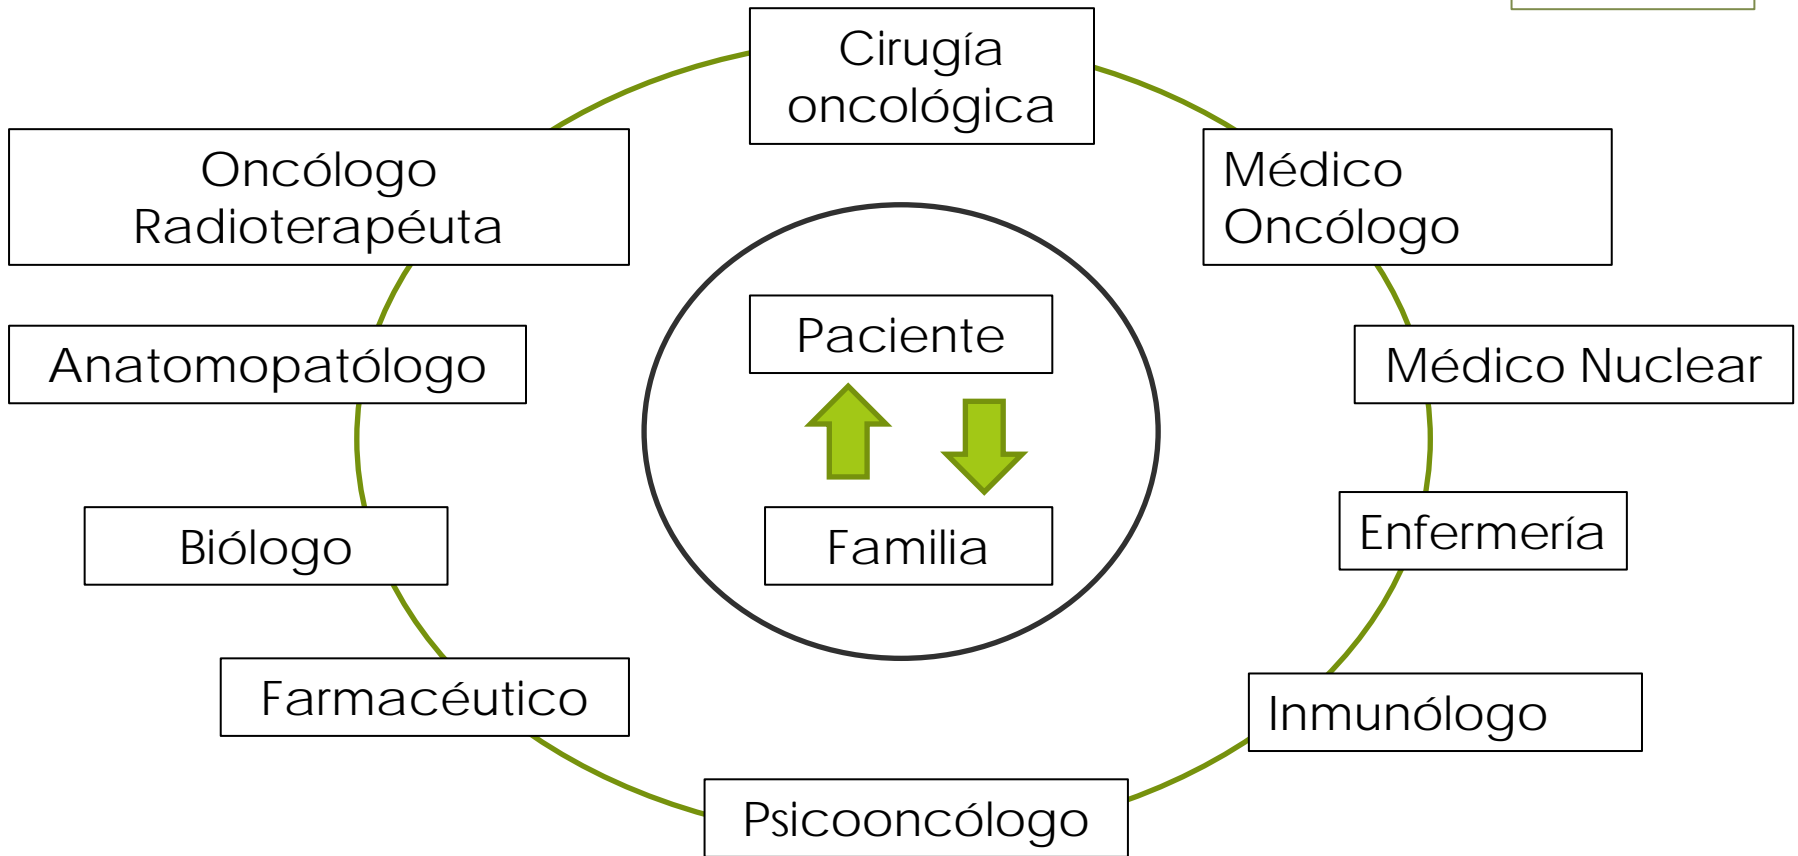 Cirugía
oncológica
Oncólogo
Radioterapéuta
Médico
Oncólogo
Paciente
Anatomopatólogo
Médico Nuclear
Biólogo
Familia
Enfermería
Farmacéutico
Inmunólogo
Psicooncólogo